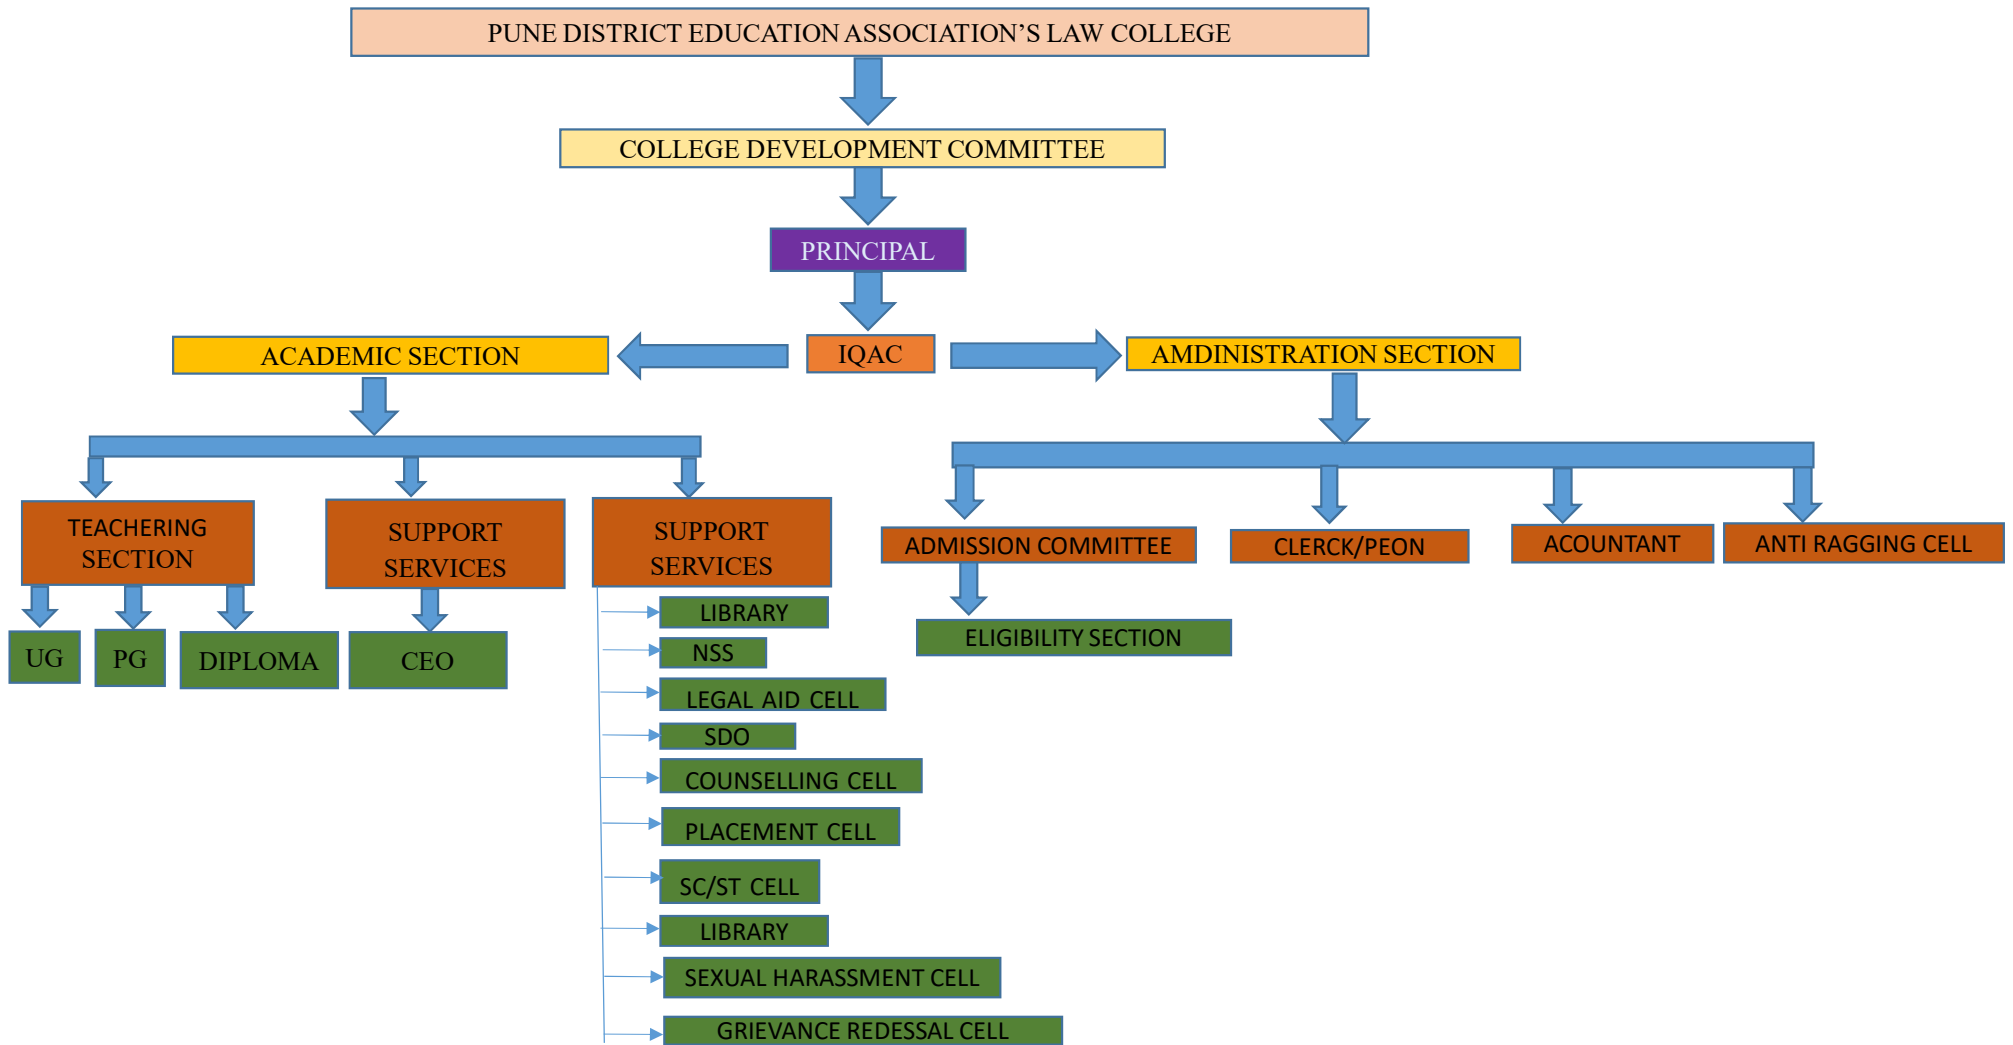 PUNE DISTRICT EDUCATION ASSOCIATION’S LAW COLLEGE
COLLEGE DEVELOPMENT COMMITTEE
PRINCIPAL
ACADEMIC SECTION
IQAC
AMDINISTRATION SECTION
TEACHERING
SECTION
SUPPORT
SERVICES
SUPPORT
SERVICES
ADMISSION COMMITTEE
CLERCK/PEON
ACOUNTANT
ANTI RAGGING CELL
UG
PG
DIPLOMA
CEO
LIBRARY
NSS
LEGAL AID CELL
SDO
COUNSELLING CELL
PLACEMENT CELL
SC/ST CELL
LIBRARY
SEXUAL HARASSMENT CELL
GRIEVANCE REDESSAL CELL
ELIGIBILITY SECTION